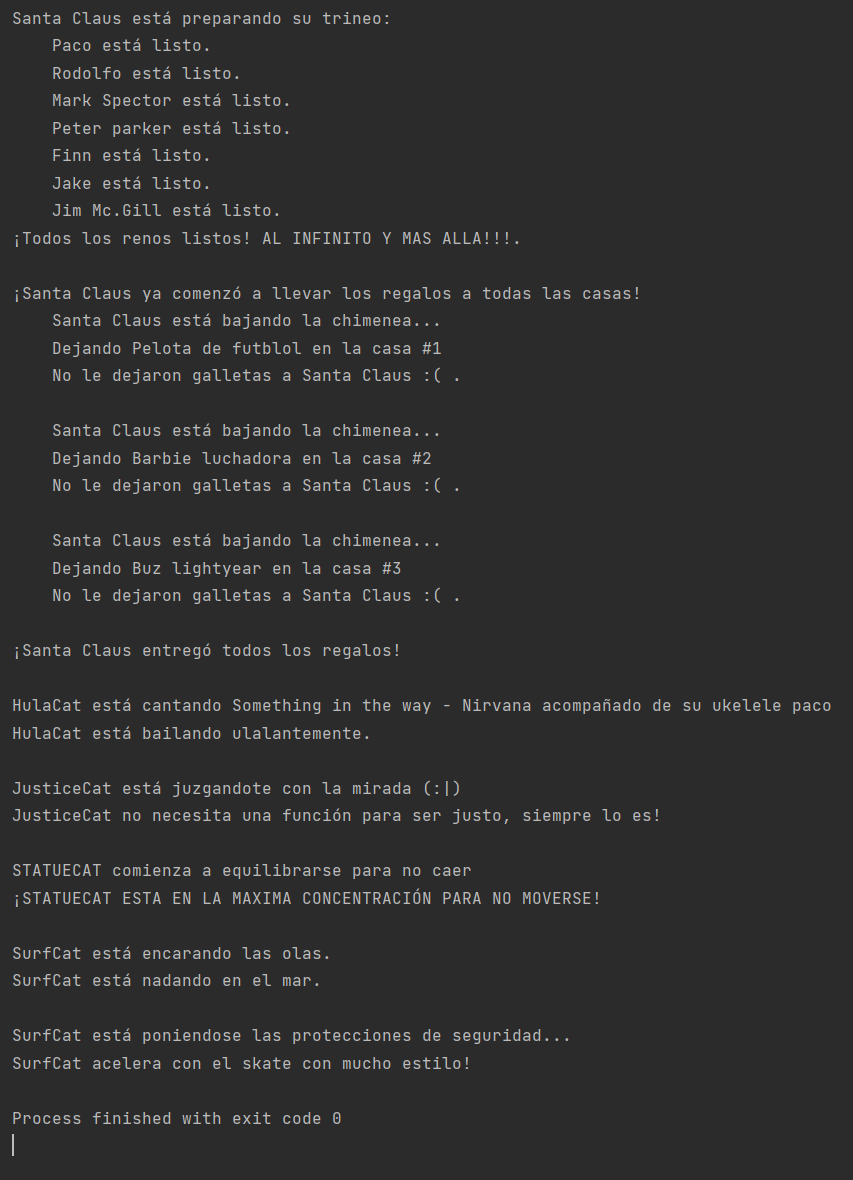 Santa Claus está preparando su trineo:
Paco está listo.
Rodolfo está listo.
Mark Spector está listo.
Peter parker está listo.
Finn está listo.
Jake está listo.
Jim Mc.Gill está listo.
¡Todos los renos listos! AL INFINITO Y MAS ALLA!!!.
¡Santa Claus ya comenzó a llevar los regalos a todas las casas!
Santa Claus está bajando la chimenea...
Dejando Pelota de futblol en la casa #1
No le dejaron galletas a Santa Claus :( .
Santa Claus está bajando la chimenea...
Dejando Barbie luchadora en la casa #2
No le dejaron galletas a Santa Claus :( .
Santa Claus está bajando la chimenea...
Dejando Buz lightyear en la casa #3
No le dejaron galletas a Santa Claus :( .
¡Santa Claus entregó todos los regalos!
HulaCat está cantando Something in the way - Nirvana acompañado de su ukelele paco
HulaCat está bailando ulalantemente.
JusticeCat está juzgandote con la mirada (:|)
JusticeCat no necesita una función para ser justo, siempre lo es!
STATUECAT comienza a equilibrarse para no caer
¡STATUECAT ESTA EN LA MAXIMA CONCENTRACIÓN PARA NO MOVERSE!
SurfCat está encarando las olas.
SurfCat está nadando en el mar.
SurfCat está poniendose las protecciones de seguridad...
SurfCat acelera con el skate con mucho estilo!
Process finished with exit code 0